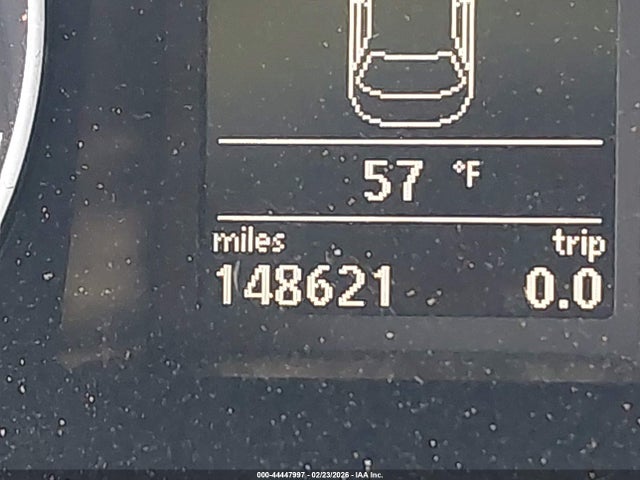 57 °F
miles trip
148621 0.0
000-44447997 - 02/23/2026 - IAA Inc.